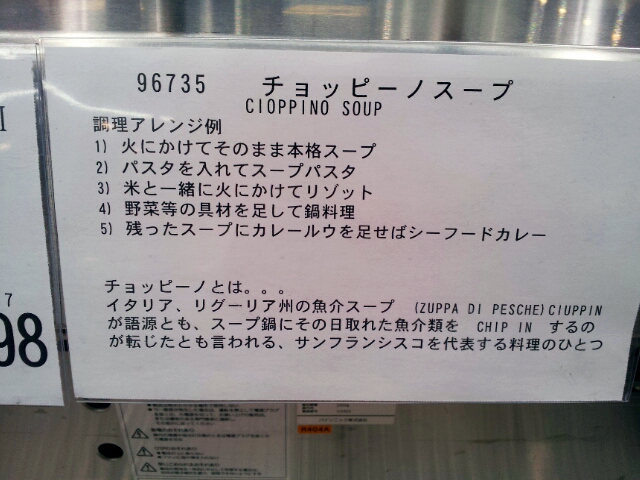 96735 チョッピーノスープ
CIOPPINO SOUP
調理アレンジ例
1) 火にかけてそのまま本格スープ
2) パスタを入れてスープパスタ
3) 米と一緒に火にかけてリゾット
4) 野菜等の具材を足して鍋料理
5) 残ったスープにカレールウを足せばシーフードカレー
チョッピーノとは。。。
イタリア、リグーリア州の魚介スープ (ZUPPA DI PESCHE)CIUPPIN
が語源とも、スープ鍋にその日取れた魚介類を CHIP IN するの
が転じたとも言われる、サンフランシスコを代表する料理のひとつ
7
98